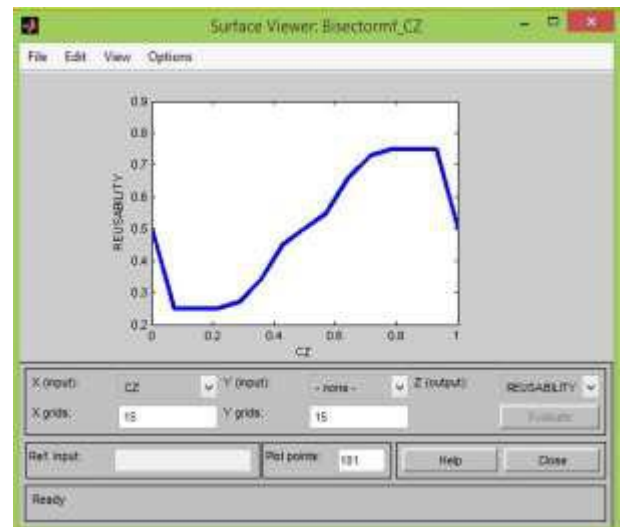 Surface Viewer: Bisectormf_CZ
File Edit View Options
0.9
0.8
0.7
0.6
0.5
0.4
0.3
0.2
REUSABILITY
0 0.2 0.4 0.6 0.8 1
CZ
X (input): CZ Y (input): - none - Z (output): REUSABILITY
X grids: 15 Y grids: 15 Evaluate
Ref. input: Plot points: 101 Help Close
Ready